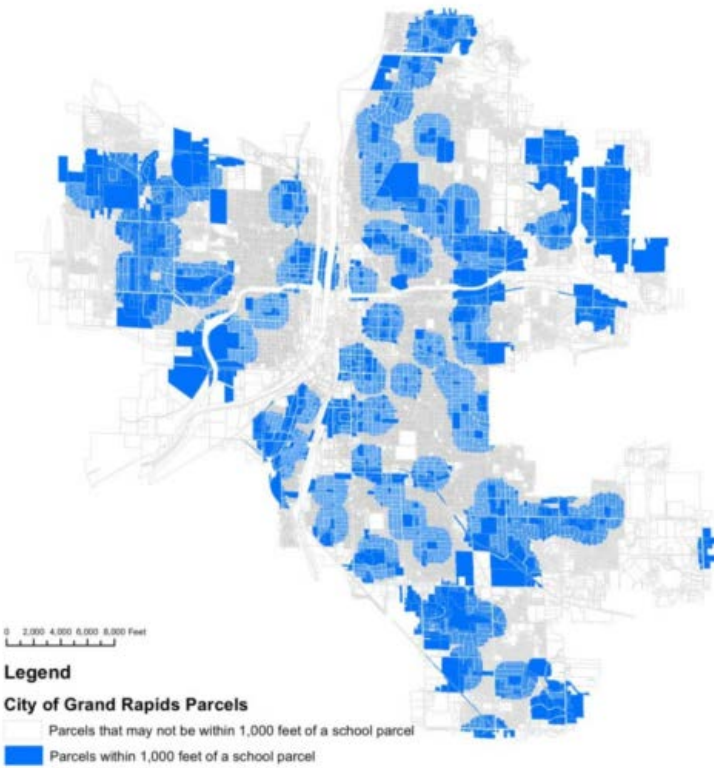 0 2,000 4,000 6,000 8,000 Feet
Legend
City of Grand Rapids Parcels
Parcels that may not be within 1,000 feet of a school parcel
Parcels within 1,000 feet of a school parcel